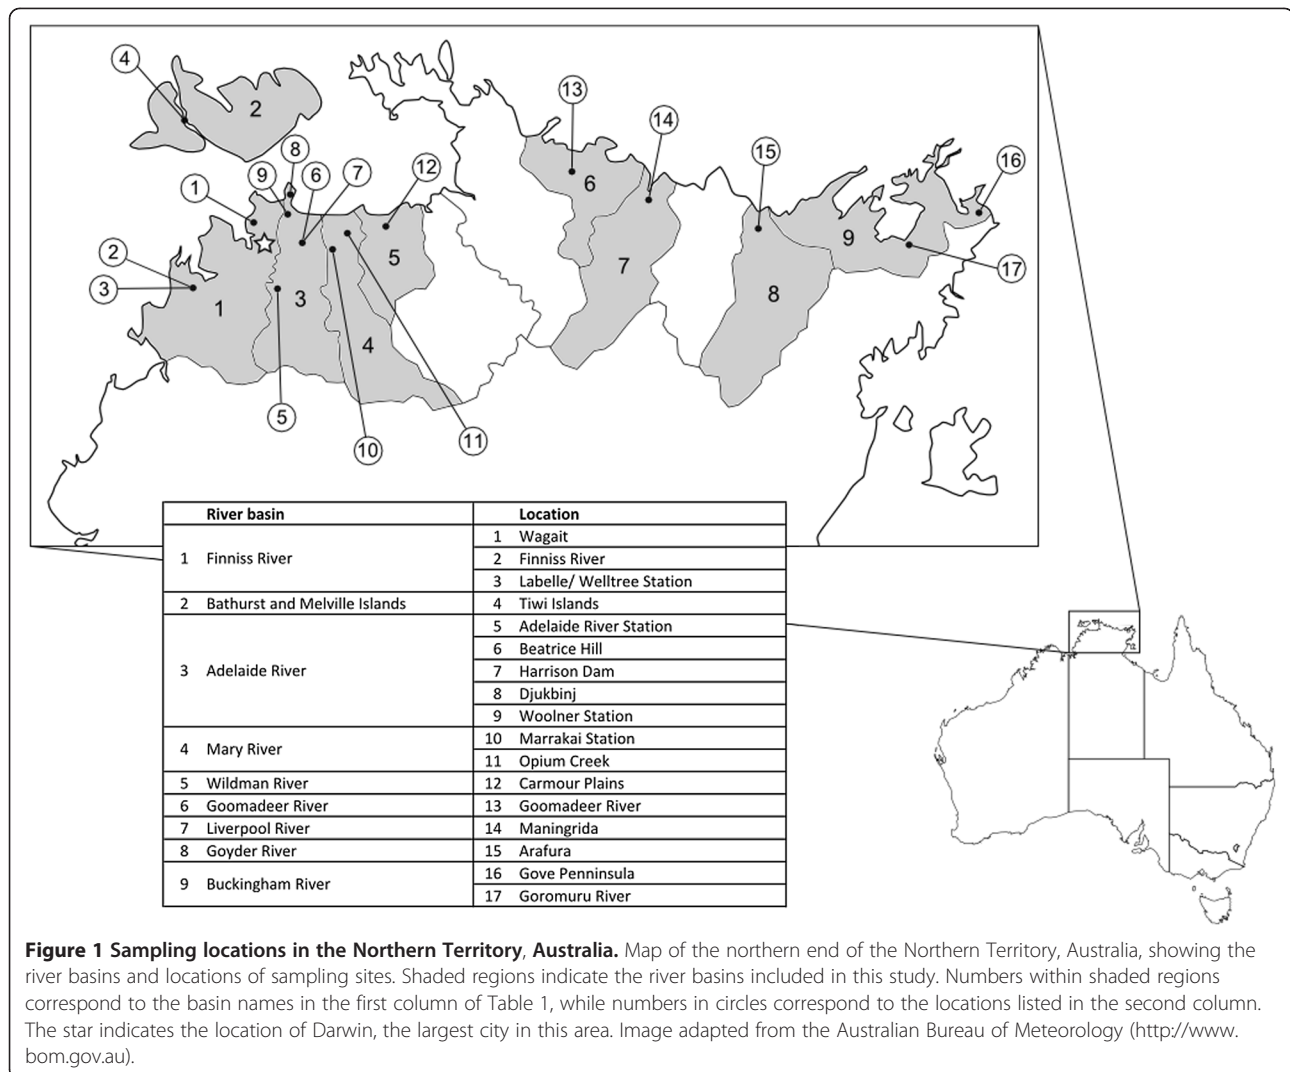 4
2
13
14
8
15
12
16
9
6
7
1
6
9
5
2
17
7
3
1
3
8
4
5
11
10
River basin Location
1 Wagait
1 Finniss River 2 Finniss River
3 Labelle/ Welltree Station
2 Bathurst and Melville Islands 4 Tiwi Islands
5 Adelaide River Station
6 Beatrice Hill
3 Adelaide River 7 Harrison Dam
8 Djukbinj
9 Woolner Station
4 Mary River 10 Marrakai Station
11 Opium Creek
5 Wildman River 12 Carmour Plains
6 Goomadeer River 13 Goomadeer River
7 Liverpool River 14 Maningrida
8 Goyder River 15 Arafura
9 Buckingham River 16 Gove Penninsula
17 Goromuru River
Figure 1 Sampling locations in the Northern Territory, Australia. Map of the northern end of the Northern Territory, Australia, showing the
river basins and locations of sampling sites. Shaded regions indicate the river basins included in this study. Numbers within shaded regions
correspond to the basin names in the first column of Table 1, while numbers in circles correspond to the locations listed in the second column.
The star indicates the location of Darwin, the largest city in this area. Image adapted from the Australian Bureau of Meteorology (http://www.
bom.gov.au).